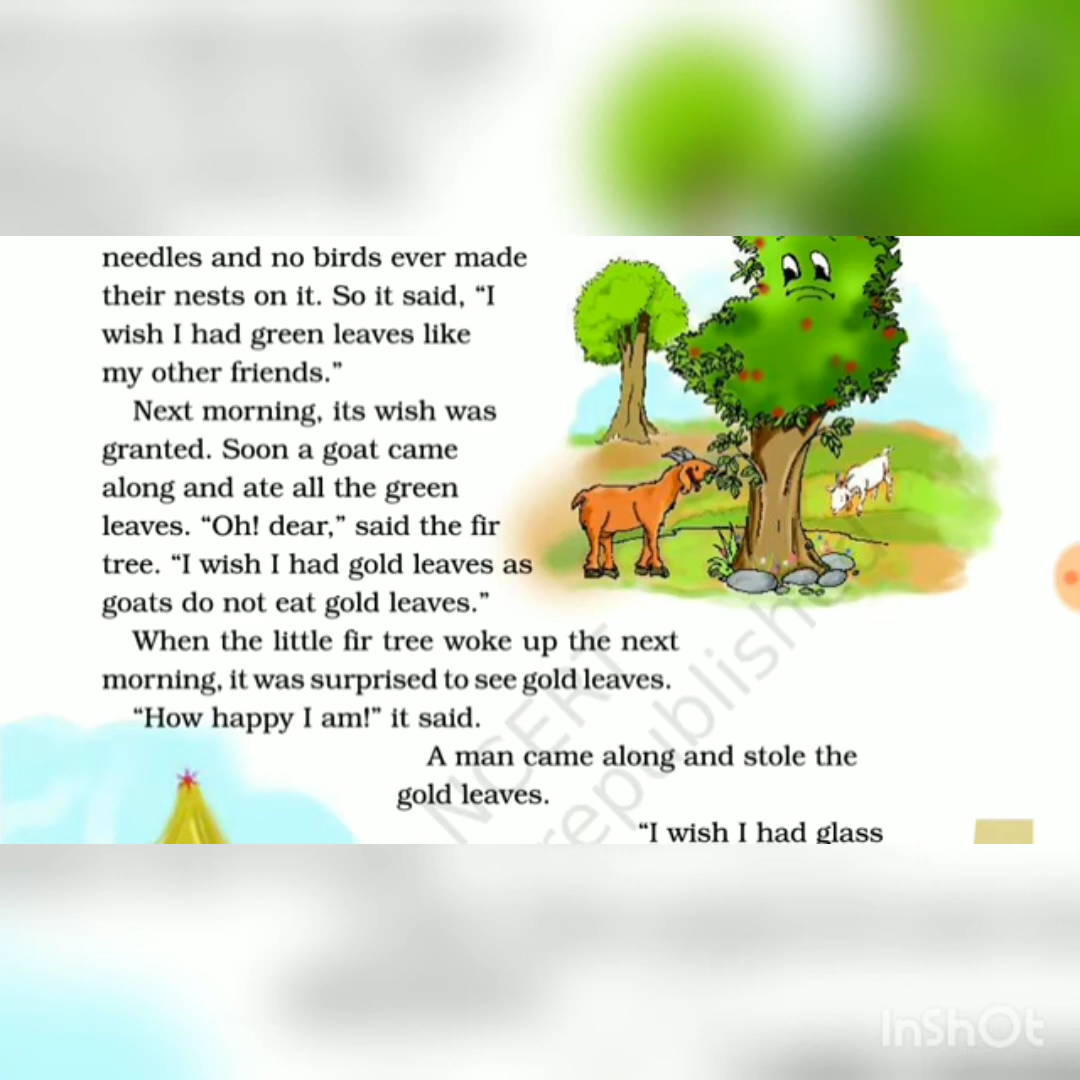 needles and no birds ever made
their nests on it. So it said, “I
wish I had green leaves like
my other friends.”
Next morning, its wish was
granted. Soon a goat came
along and ate all the green
leaves. “Oh! dear,” said the fir
tree. “I wish I had gold leaves as
goats do not eat gold leaves.”
When the little fir tree woke up the next
morning, it was surprised to see gold leaves.
“How happy I am!” it said.
A man came along and stole the
gold leaves.
“I wish I had glass
NCERT
republish
InShOt